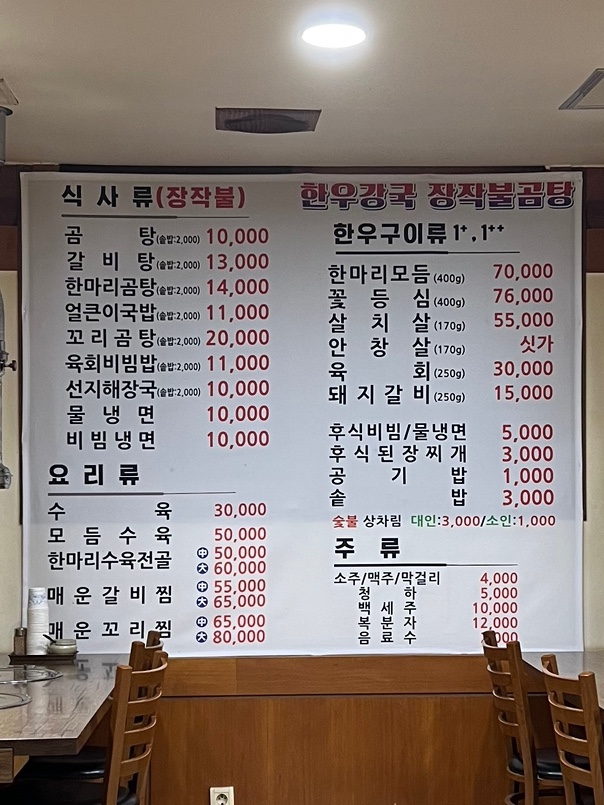 식사류(장작불)
곰탕(솥밥:2,000) 10,000
갈비탕(솥밥:2,000) 13,000
한마리곰탕(솥밥:2,000) 14,000
얼큰이국밥(솥밥:2,000) 11,000
꼬리곰탕(솥밥:2,000) 20,000
육회비빔밥(솥밥:2,000) 11,000
선지해장국(솥밥:2,000) 10,000
물냉면 10,000
비빔냉면 10,000
요리류
수육 30,000
모듬수육 50,000
한마리수육전골 中 50,000
大 60,000
매운갈비찜 中 55,000
大 65,000
매운꼬리찜 中 65,000
大 80,000
한우강국 장작불곰탕
한우구이류 1+, 1++
한마리모듬(400g) 70,000
꽃등심(400g) 76,000
살치살(170g) 55,000
안창살(170g) 싯가
육회(250g) 30,000
돼지갈비(250g) 15,000
후식비빔/물냉면 5,000
후식된장찌개 3,000
공기밥 1,000
솥밥 3,000
숯불 상차림 대인:3,000/소인:1,000
주류
소주/맥주/막걸리 4,000
청하 5,000
백세주 10,000
복분자 12,000
음료수